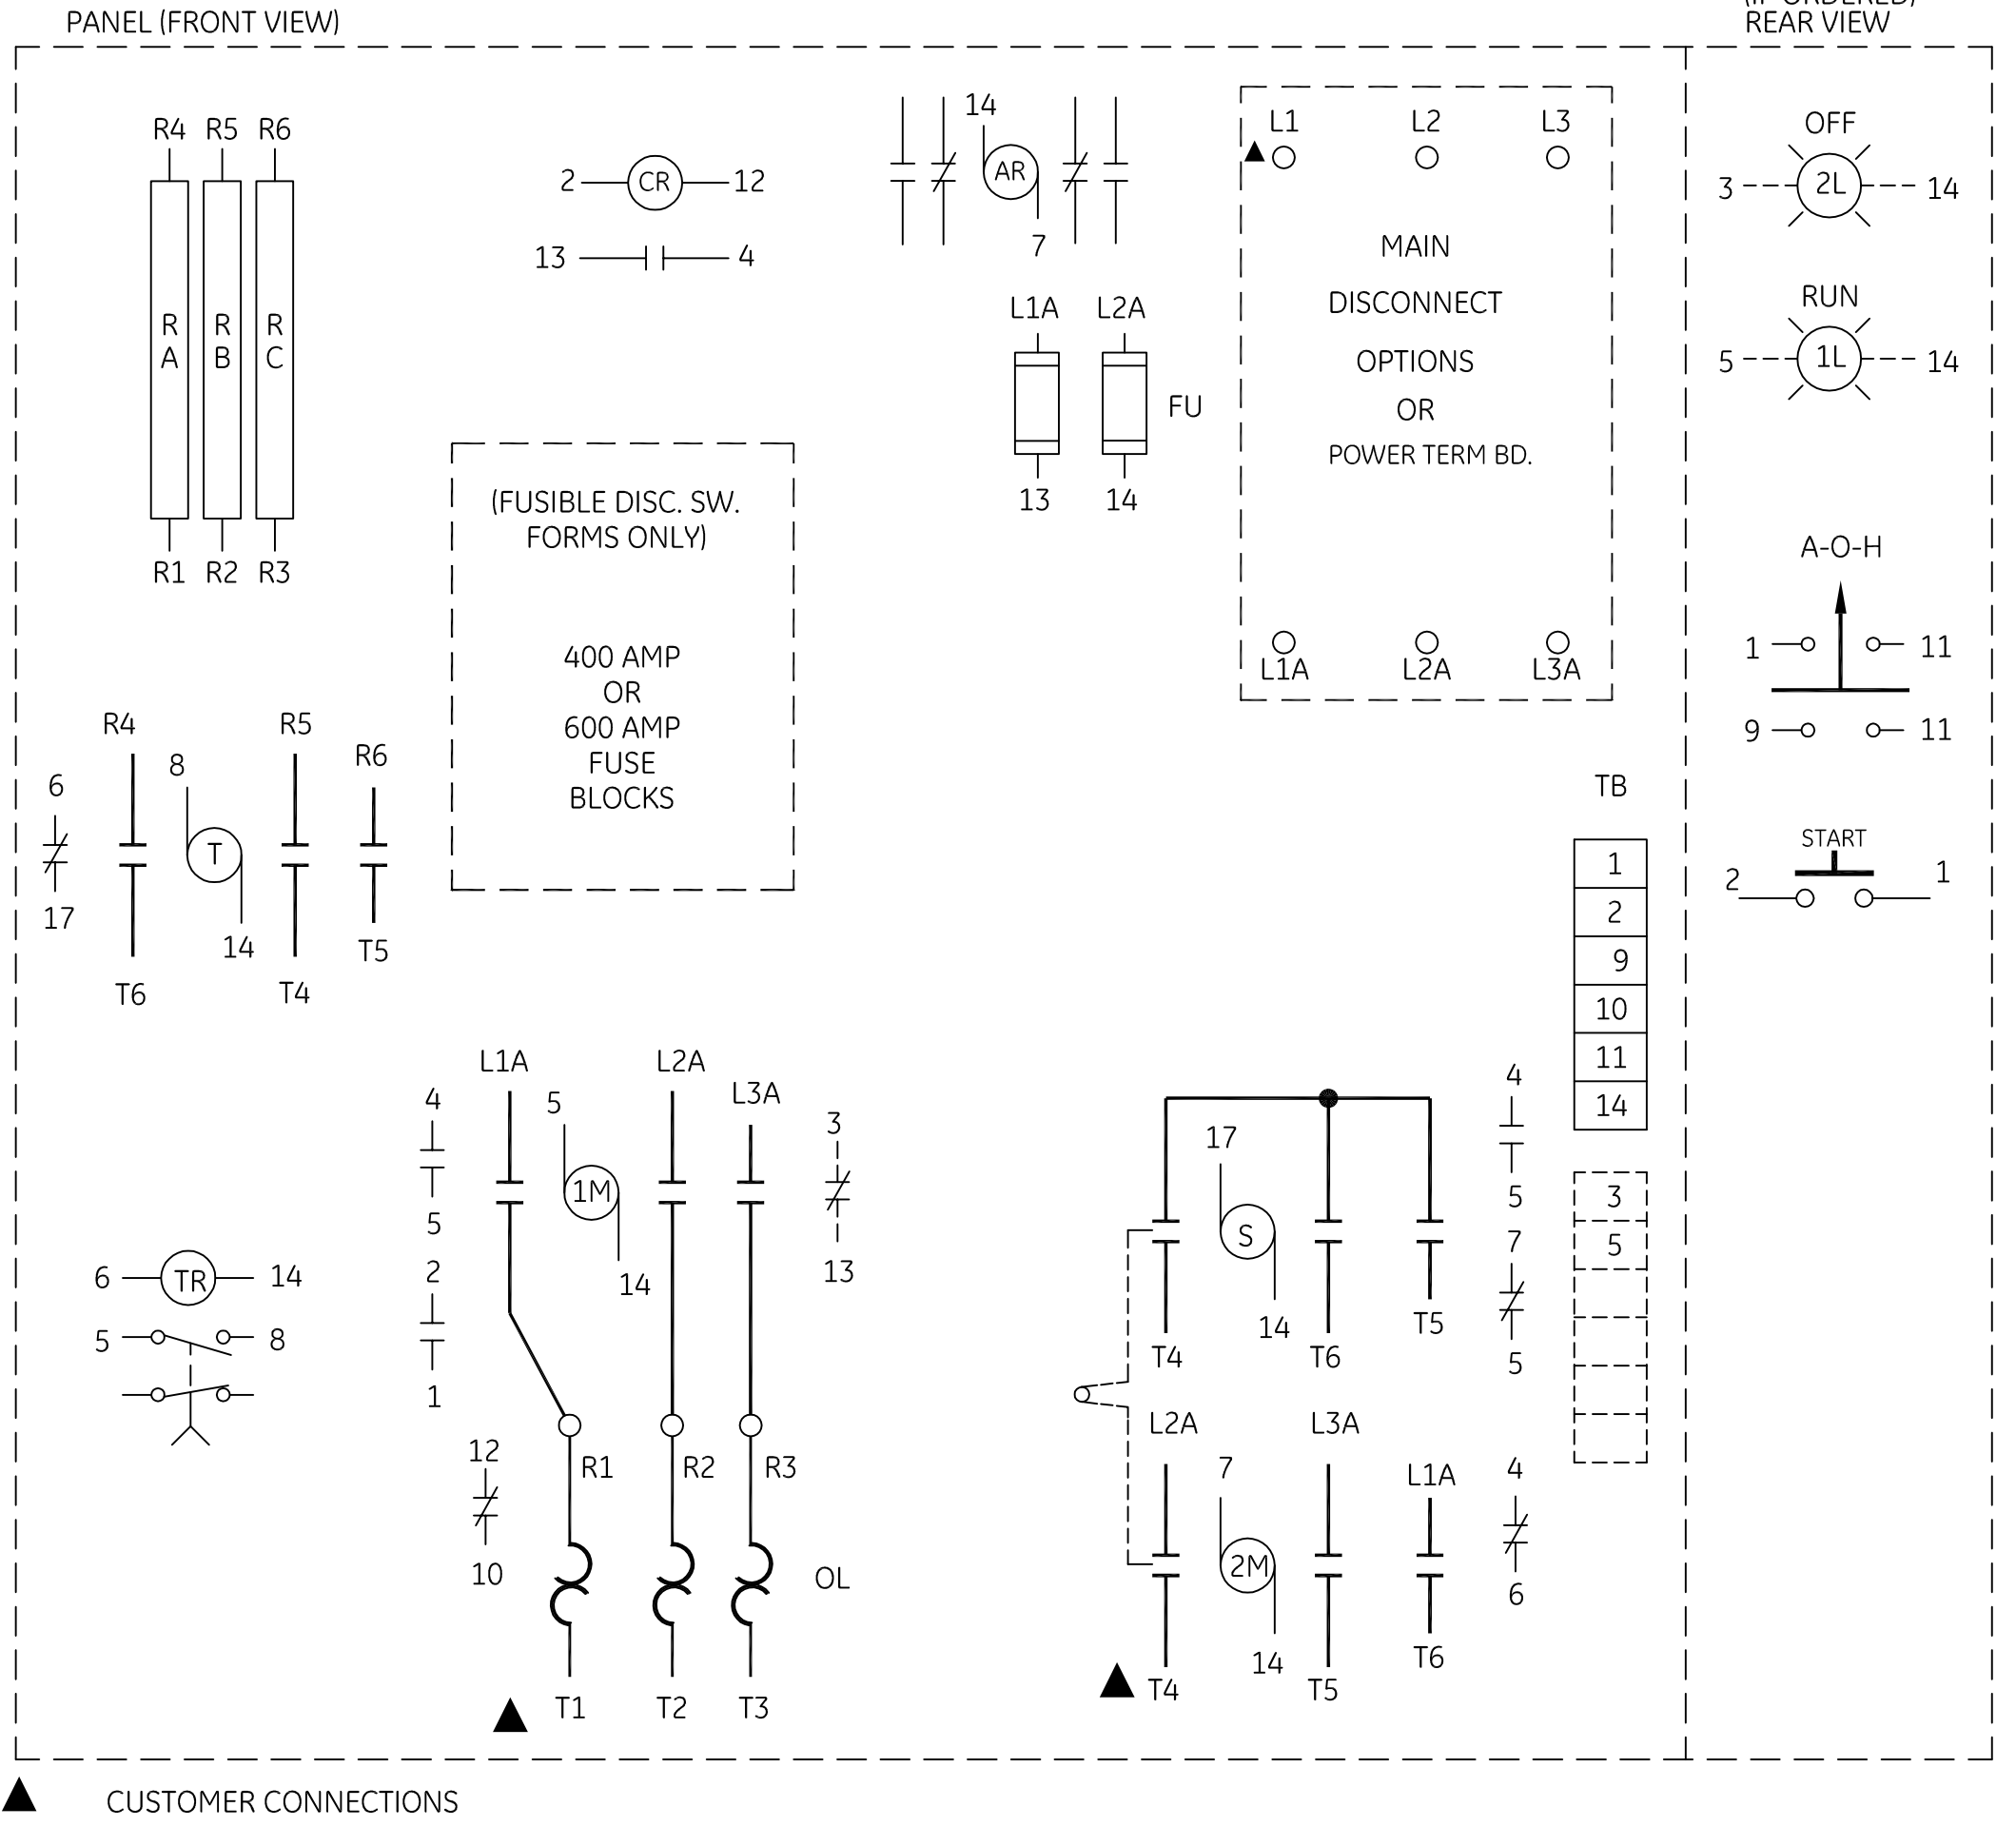 (IF ORDERED)
PANEL (FRONT VIEW)
REAR VIEW
R4 R5 R6
R
A
R
B
R
C
R1 R2 R3
2 CR 12
13 4
14
AR
7
L1A L2A
FU
13 14
L1 L2 L3
MAIN
DISCONNECT
OPTIONS
OR
POWER TERM BD.
L1A L2A L3A
OFF
3 2L 14
RUN
5 1L 14
A-O-H
1 11
9 11
START
2 1
(FUSIBLE DISC. SW.
FORMS ONLY)
400 AMP
OR
600 AMP
FUSE
BLOCKS
6
17
R4
T6
8
T
14
R5
T4
R6
T5
TB
1
2
9
10
11
14
3
5
6 TR 14
5 8
4
5
2
1
L1A
5
1M
14
L2A
L3A
3
13
12
10
R1 R2 R3
OL
T1 T2 T3
17
S
14
T4 T6 T5
4
5
7
5
L2A L3A L1A
7
2M
14
T4 T5 T6
4
6
CUSTOMER CONNECTIONS